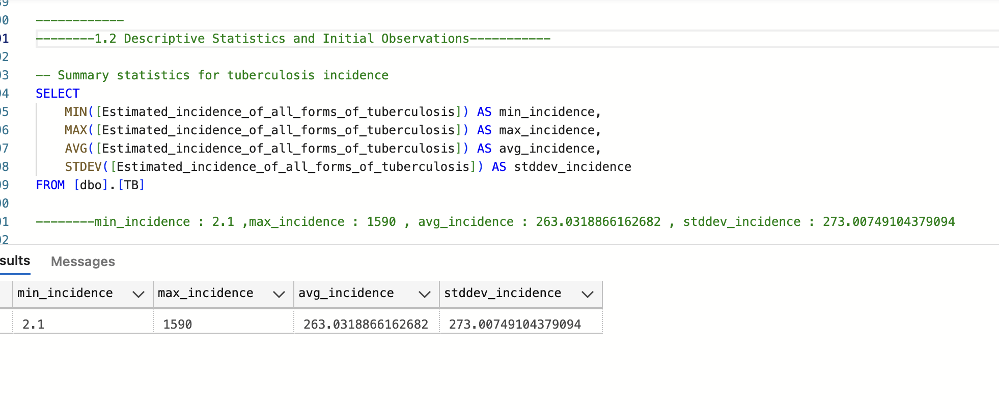 ------------
--------1.2 Descriptive Statistics and Initial Observations-----------
-- Summary statistics for tuberculosis incidence
SELECT
MIN([Estimated_incidence_of_all_forms_of_tuberculosis]) AS min_incidence,
MAX([Estimated_incidence_of_all_forms_of_tuberculosis]) AS max_incidence,
AVG([Estimated_incidence_of_all_forms_of_tuberculosis]) AS avg_incidence,
STDEV([Estimated_incidence_of_all_forms_of_tuberculosis]) AS stddev_incidence
FROM [dbo].[TB]
--------min_incidence : 2.1 ,max_incidence : 1590 , avg_incidence : 263.0318866162682 , stddev_incidence : 273.00749104379094
sults Messages
min_incidence max_incidence avg_incidence stddev_incidence
2.1 1590 263.0318866162682 273.00749104379094